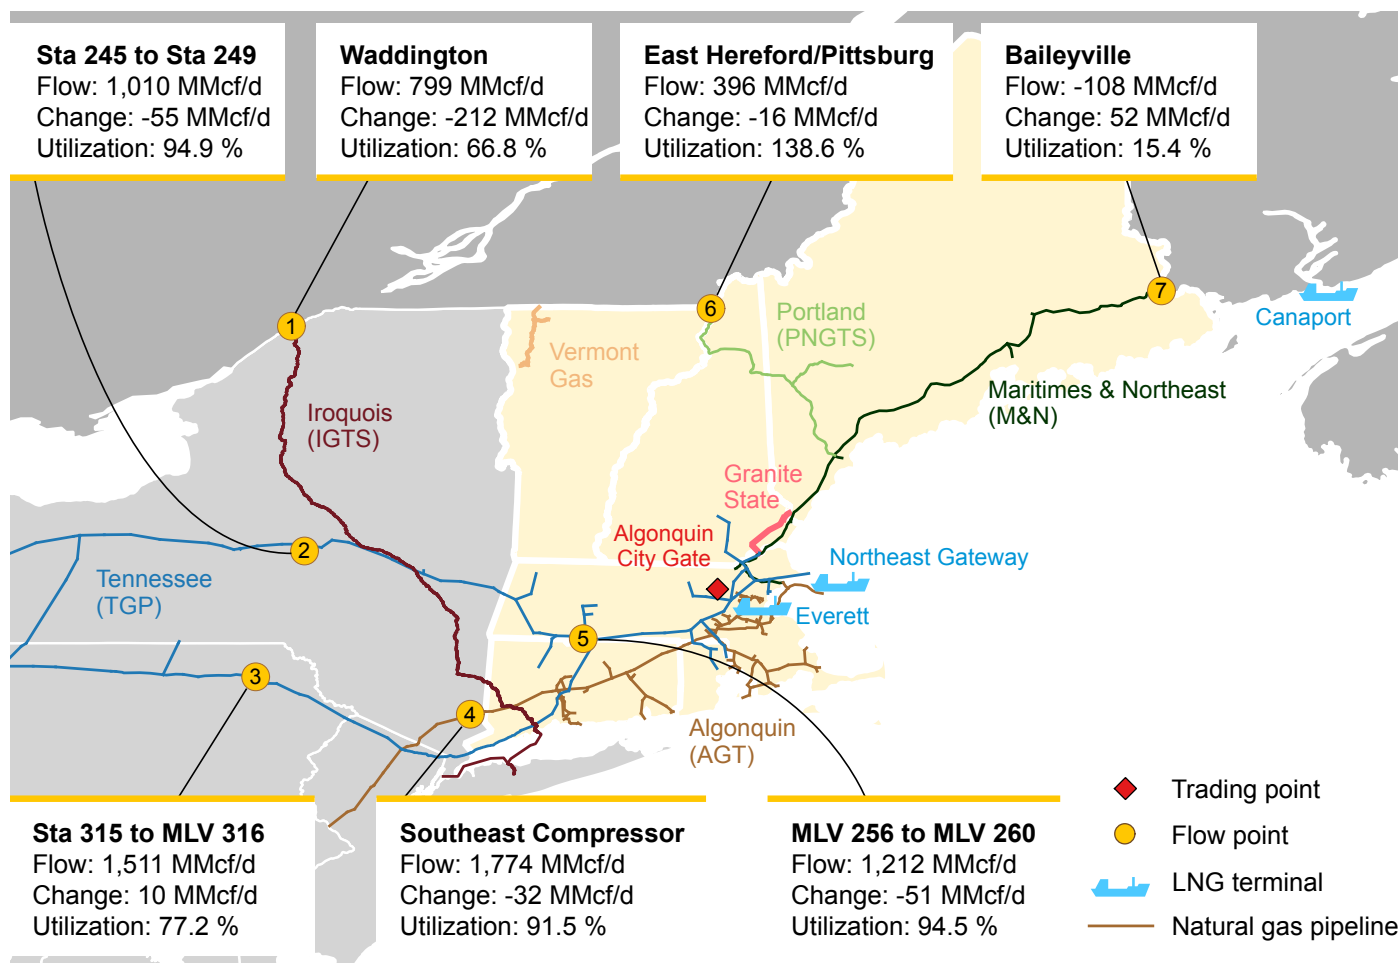 Sta 245 to Sta 249
Flow: 1,010 MMcf/d
Change: -55 MMcf/d
Utilization: 94.9 %
Waddington
Flow: 799 MMcf/d
Change: -212 MMcf/d
Utilization: 66.8 %
East Hereford/Pittsburg
Flow: 396 MMcf/d
Change: -16 MMcf/d
Utilization: 138.6 %
Baileyville
Flow: -108 MMcf/d
Change: 52 MMcf/d
Utilization: 15.4 %
7
6
1
Canaport
Portland
(PNGTS)
Vermont
Gas
Maritimes & Northeast
(M&N)
Iroquois
(IGTS)
Granite
State
Algonquin
City Gate
2
Northeast Gateway
Tennessee
(TGP)
Everett
5
3
4
Algonquin
(AGT)
Sta 315 to MLV 316
Flow: 1,511 MMcf/d
Change: 10 MMcf/d
Utilization: 77.2 %
Southeast Compressor
Flow: 1,774 MMcf/d
Change: -32 MMcf/d
Utilization: 91.5 %
MLV 256 to MLV 260
Flow: 1,212 MMcf/d
Change: -51 MMcf/d
Utilization: 94.5 %
Trading point
Flow point
LNG terminal
Natural gas pipeline